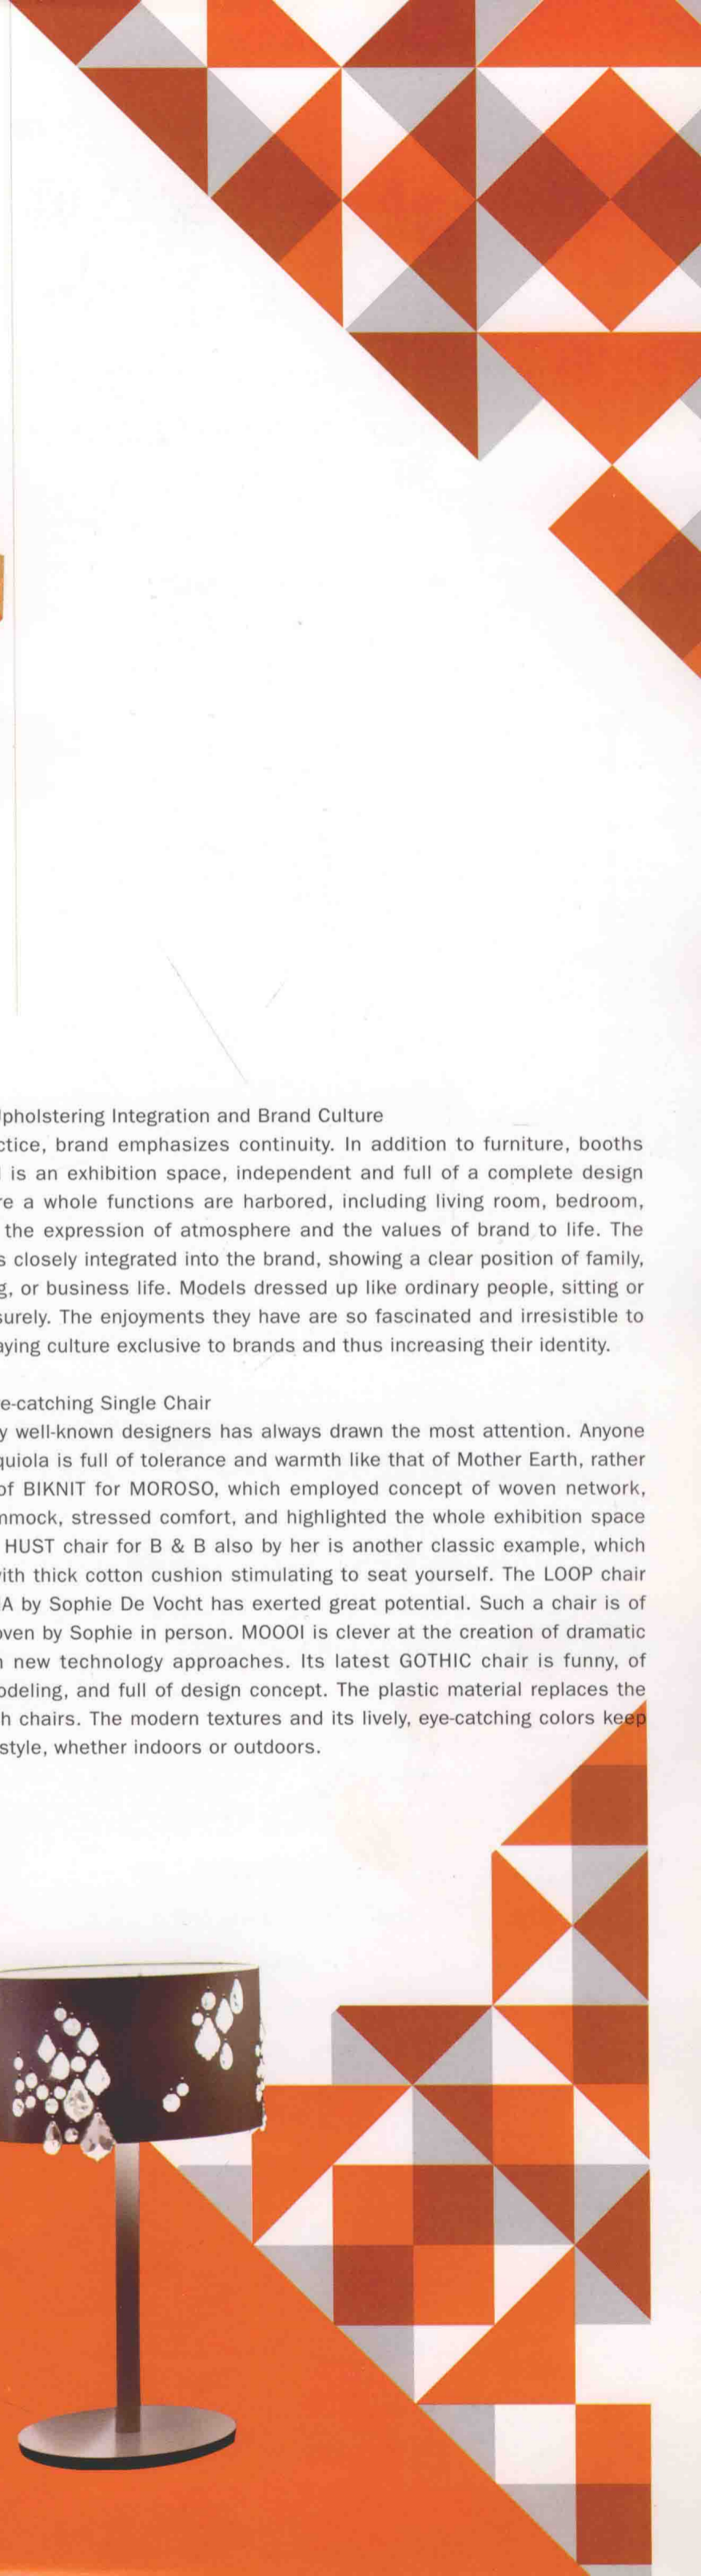 pholstering Integration and Brand Culture
ctice, brand emphasizes continuity. In addition to furniture, booths
is an exhibition space, independent and full of a complete design
re a whole functions are harbored, including living room, bedroom,
the expression of atmosphere and the values of brand to life. The
s closely integrated into the brand, showing a clear position of family,
g, or business life. Models dressed up like ordinary people, sitting or
surely. The enjoyments they have are so fascinated and irresistible to
aying culture exclusive to brands and thus increasing their identity.
e-catching Single Chair
y well-known designers has always drawn the most attention. Anyone
quiola is full of tolerance and warmth like that of Mother Earth, rather
of BIKNIT for MOROSO, which employed concept of woven network,
mmock, stressed comfort, and highlighted the whole exhibition space
HUST chair for B & B also by her is another classic example, which
ith thick cotton cushion stimulating to seat yourself. The LOOP chair
IA by Sophie De Vocht has exerted great potential. Such a chair is of
oven by Sophie in person. MOOOI is clever at the creation of dramatic
n new technology approaches. Its latest GOTHIC chair is funny, of
odeling, and full of design concept. The plastic material replaces the
h chairs. The modern textures and its lively, eye-catching colors keep
style, whether indoors or outdoors.